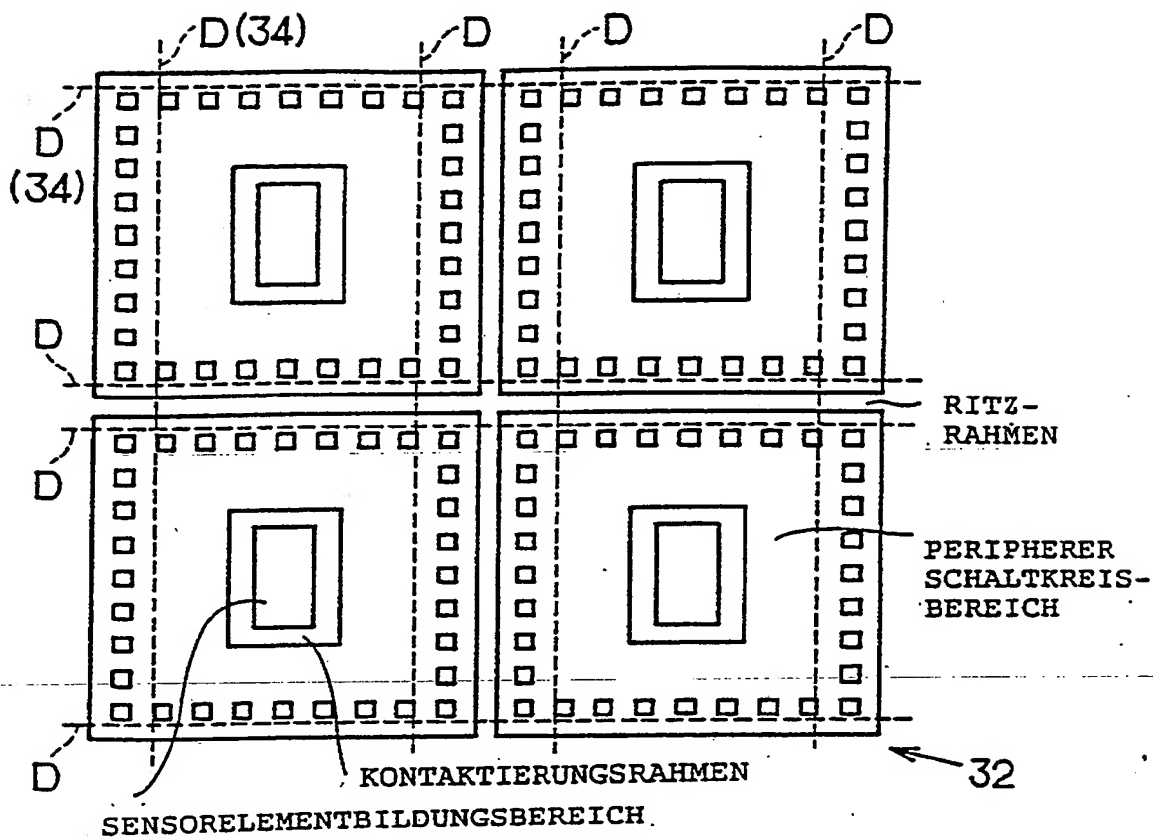 D (34)
D
D
D
D
(34)
D
D
D
RITZ-
RAHMEN
PERIPHERER
SCHALTKREIS-
BEREICH
32
KONTAKTIERUNGSRAHMEN
SENSORELEMENTBILDUNGSBEREICH